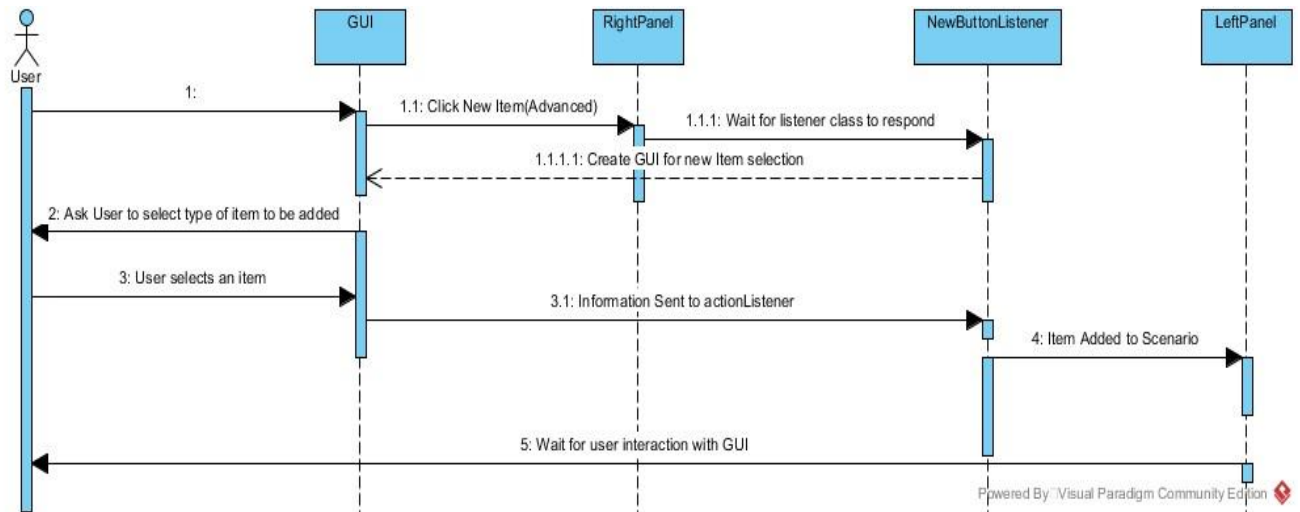 GUI
RightPanel
NewButtonListener
LeftPanel
User
1:
1.1: Click New Item(Advanced)
1.1.1: Wait for listener class to respond
1.1.1.1: Create GUI for new Item selection
2: Ask User to select type of item to be added
3: User selects an item
3.1: Information Sent to actionListener
4: Item Added to Scenario
5: Wait for user interaction with GUI
Powered By Visual Paradigm Community Edition